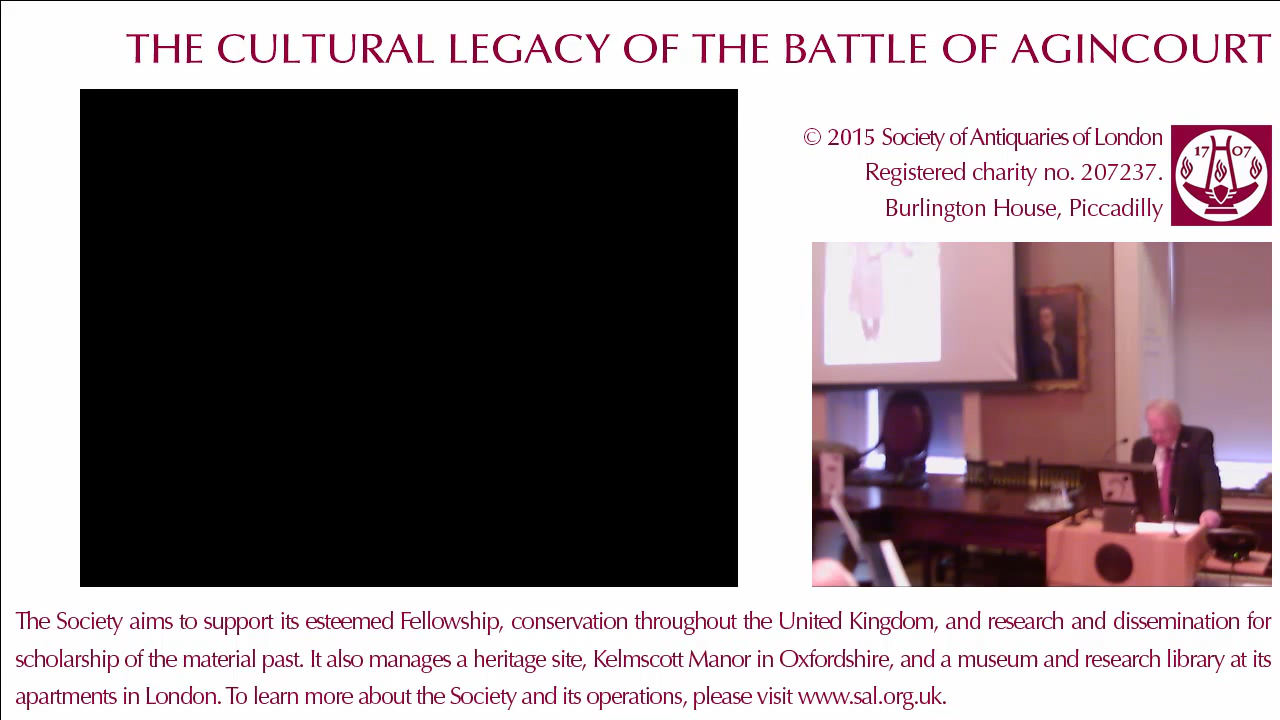 THE CULTURAL LEGACY OF THE BATTLE OF AGINCOURT
© 2015 Society of Antiquaries of London
Registered charity no. 207237.
Burlington House, Piccadilly
17 07
The Society aims to support its esteemed Fellowship, conservation throughout the United Kingdom, and research and dissemination for
scholarship of the material past. It also manages a heritage site, Kelmscott Manor in Oxfordshire, and a museum and research library at its
apartments in London. To learn more about the Society and its operations, please visit www.sal.org.uk.